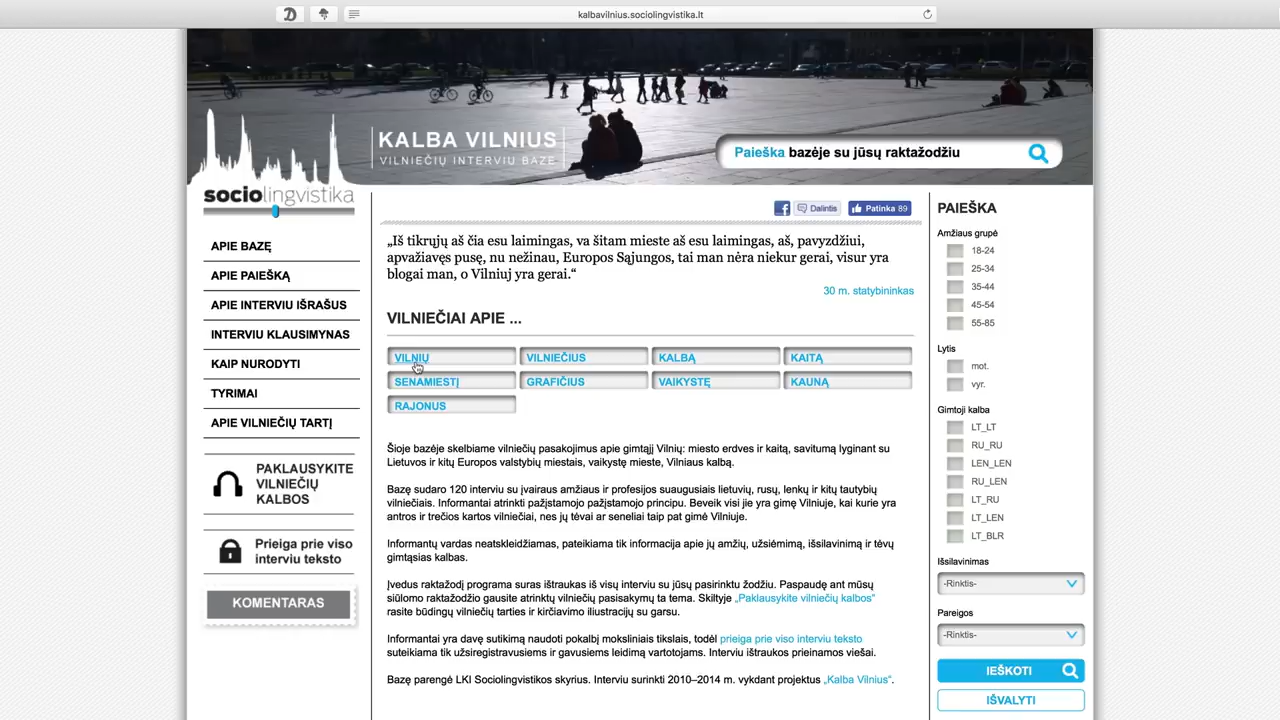 kalbavilnius.sociolingvistika.lt
KALBA VILNIUS
VILNIEČIŲ INTERVIU BAZĖ
Paieška bazėje su jūsų raktažodžiu
sociolingvistika
Dalintis
Patinka 89
APIE BAZĘ
APIE PAIEŠKĄ
APIE INTERVIU IŠRAŠUS
INTERVIU KLAUSIMYNAS
KAIP NURODYTI
TYRIMAI
APIE VILNIEČIŲ TARTĮ
PAKLAUSYKITE
VILNIEČIŲ
KALBOS
Prieiga prie viso
interviu teksto
KOMENTARAS
„Iš tikrųjų aš čia esu laimingas, va šitam mieste aš esu laimingas, aš, pavyzdžiui,
apvažiavęs pusę, nu nežinau, Europos Sąjungos, tai man nėra niekur gerai, visur yra
blogai man, o Vilniuj yra gerai.“
30 m. statybininkas
VILNIEČIAI APIE ...
VILNIŲ
VILNIEČIUS
KALBĄ
KAITĄ
SENAMIESTĮ
GRAFIČIUS
VAIKYSTĘ
KAUNĄ
RAJONUS
Šioje bazėje skelbiame vilniečių pasakojimus apie gimtąjį Vilnių: miesto erdves ir kaitą, savitumą lyginant su
Lietuvos ir kitų Europos valstybių miestais, vaikystę mieste, Vilniaus kalbą.
Bazę sudaro 120 interviu su įvairaus amžiaus ir profesijos suaugusiais lietuvių, rusų, lenkų ir kitų tautybių
vilniečiais. Informantai atrinkti pažįstamojo pažįstamojo principu. Beveik visi jie yra gimę Vilniuje, kai kurie yra
antros ir trečios kartos vilniečiai, nes jų tėvai ar seneliai taip pat gimė Vilniuje.
Informantų vardas neatskleidžiamas, pateikiama tik informacija apie jų amžių, užsiėmimą, išsilavinimą ir tėvų
gimtąsias kalbas.
Įvedus raktažodį programa suras ištraukas iš visų interviu su jūsų pasirinktu žodžiu. Paspaudę ant mūsų
siūlomo raktažodžio gausite atrinktų vilniečių pasisakymų ta tema. Skiltyje „Paklausykite vilniečių kalbos“
rasite būdingų vilniečių tarties ir kirčiavimo iliustracijų su garsu.
Informantai yra davę sutikimą naudoti pokalbį moksliniais tikslais, todėl prieiga prie viso interviu teksto
suteikiama tik užsiregistravusiems ir gavusiems leidimą vartotojams. Interviu ištraukos prieinamos viešai.
Bazę parengė LKI Sociolingvistikos skyrius. Interviu surinkti 2010–2014 m. vykdant projektus „Kalba Vilnius“.
PAIEŠKA
Amžiaus grupė
18-24
25-34
35-44
45-54
55-85
Lytis
mot.
vyr.
Gimtoji kalba
LT_LT
RU_RU
LEN_LEN
RU_LEN
LT_RU
LT_LEN
LT_BLR
Išsilavinimas
-Rinktis-
Pareigos
-Rinktis-
IEŠKOTI
IŠVALYTI